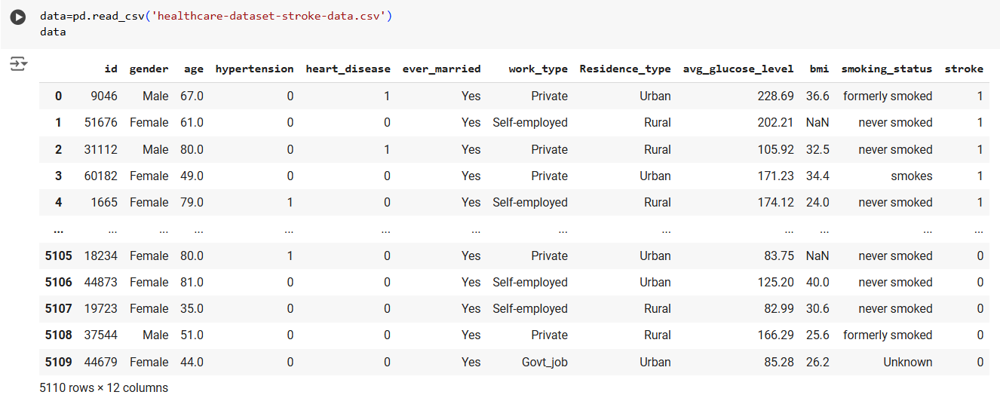 data=pd.read_csv('healthcare-dataset-stroke-data.csv')
data
id gender age hypertension heart_disease ever_married work_type Residence_type avg_glucose_level bmi smoking_status stroke
0 9046 Male 67.0 0 1 Yes Private Urban 228.69 36.6 formerly smoked 1
1 51676 Female 61.0 0 0 Yes Self-employed Rural 202.21 NaN never smoked 1
2 31112 Male 80.0 0 1 Yes Private Rural 105.92 32.5 never smoked 1
3 60182 Female 49.0 0 0 Yes Private Urban 171.23 34.4 smokes 1
4 1665 Female 79.0 1 0 Yes Self-employed Rural 174.12 24.0 never smoked 1
... ... ... ... ... ... ... ... ... ... ... ... ...
5105 18234 Female 80.0 1 0 Yes Private Urban 83.75 NaN never smoked 0
5106 44873 Female 81.0 0 0 Yes Self-employed Urban 125.20 40.0 never smoked 0
5107 19723 Female 35.0 0 0 Yes Self-employed Rural 82.99 30.6 never smoked 0
5108 37544 Male 51.0 0 0 Yes Private Rural 166.29 25.6 formerly smoked 0
5109 44679 Female 44.0 0 0 Yes Govt_job Urban 85.28 26.2 Unknown 0
5110 rows × 12 columns